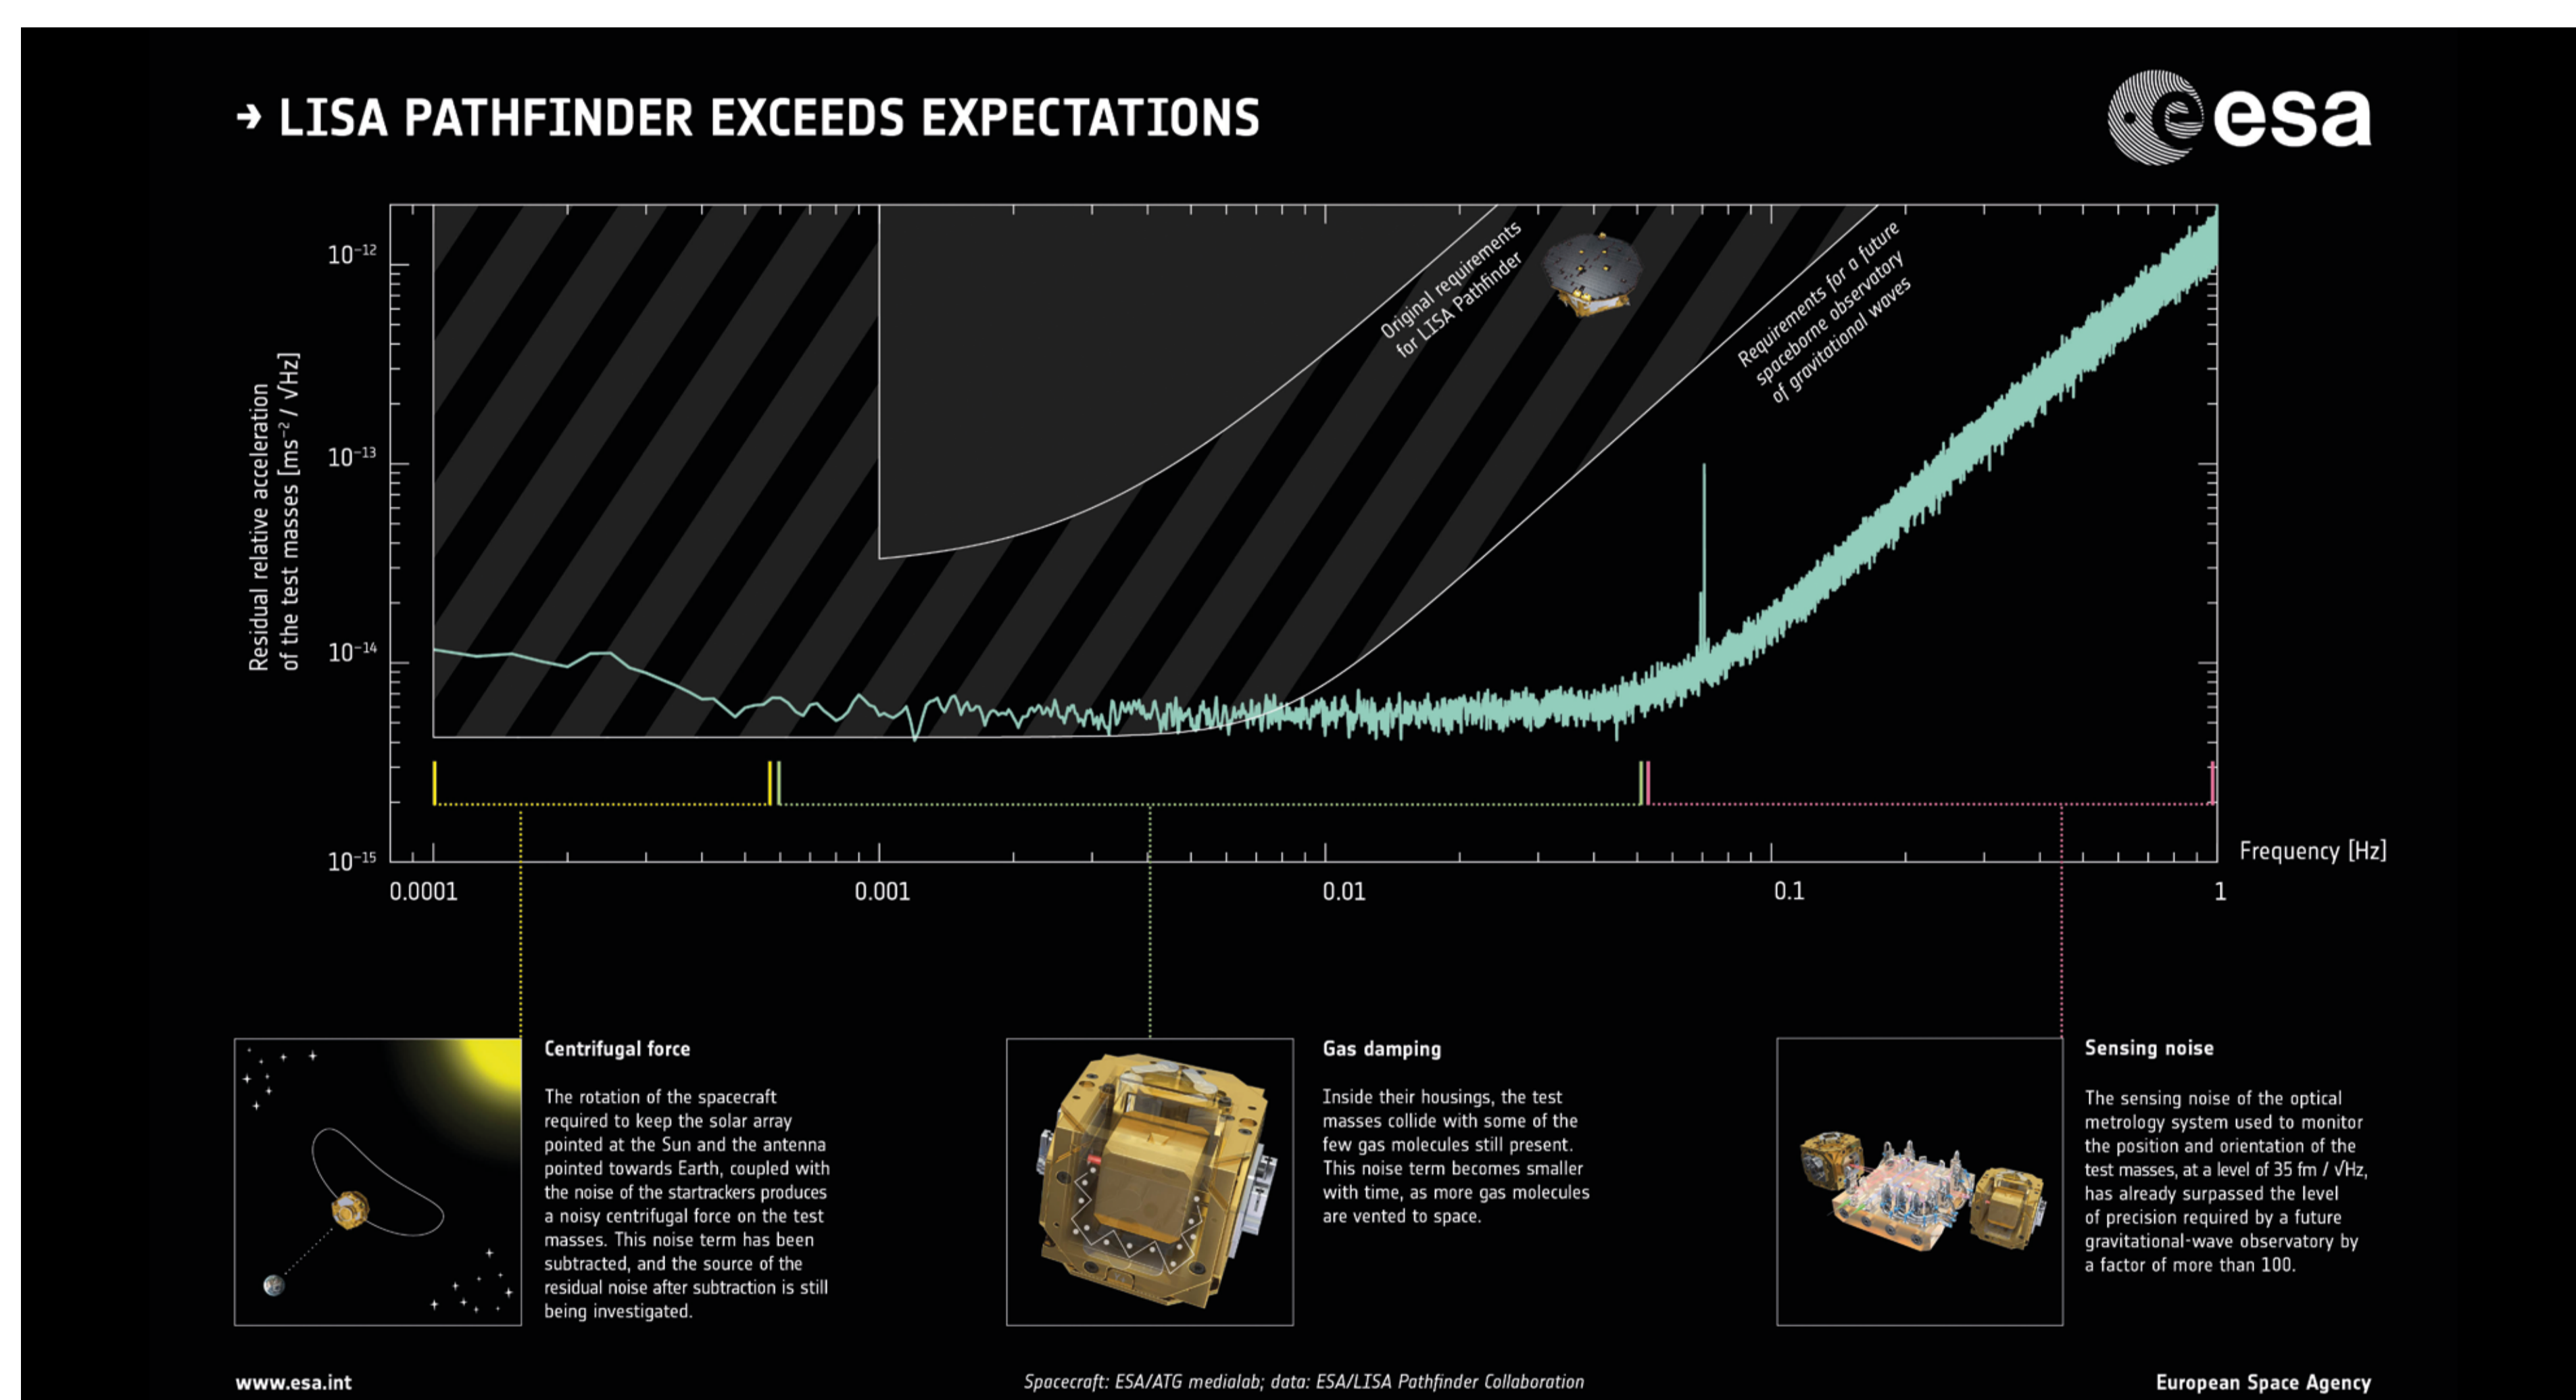 → LISA PATHFINDER EXCEEDS EXPECTATIONS
esa
Residual relative acceleration
of the test masses [ms⁻² / √Hz]
10⁻¹²
10⁻¹³
10⁻¹⁴
10⁻¹⁵
Original requirements
for LISA Pathfinder
Requirements for a future
spaceborne observatory
of gravitational waves
Frequency [Hz]
0.0001
0.001
0.01
0.1
1
Centrifugal force
The rotation of the spacecraft
required to keep the solar array
pointed at the Sun and the antenna
pointed towards Earth, coupled with
the noise of the startrackers produces
a noisy centrifugal force on the test
masses. This noise term has been
subtracted, and the source of the
residual noise after subtraction is still
being investigated.
Gas damping
Inside their housings, the test
masses collide with some of the
few gas molecules still present.
This noise term becomes smaller
with time, as more gas molecules
are vented to space.
Sensing noise
The sensing noise of the optical
metrology system used to monitor
the position and orientation of the
test masses, at a level of 35 fm / √Hz,
has already surpassed the level
of precision required by a future
gravitational-wave observatory by
a factor of more than 100.
www.esa.int
Spacecraft: ESA/ATG medialab; data: ESA/LISA Pathfinder Collaboration
European Space Agency